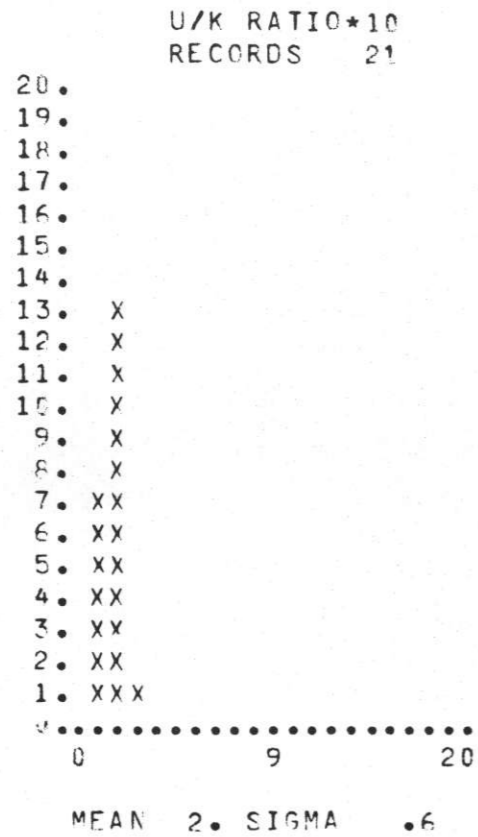 U/K RATIO*10
RECORDS 21
20.
19.
18.
17.
16.
15.
14.
13. X
12. X
11. X
10. X
9. X
8. X
7. XX
6. XX
5. XX
4. XX
3. XX
2. XX
1. XXX
0....................
0 9 20
MEAN 2. SIGMA .6